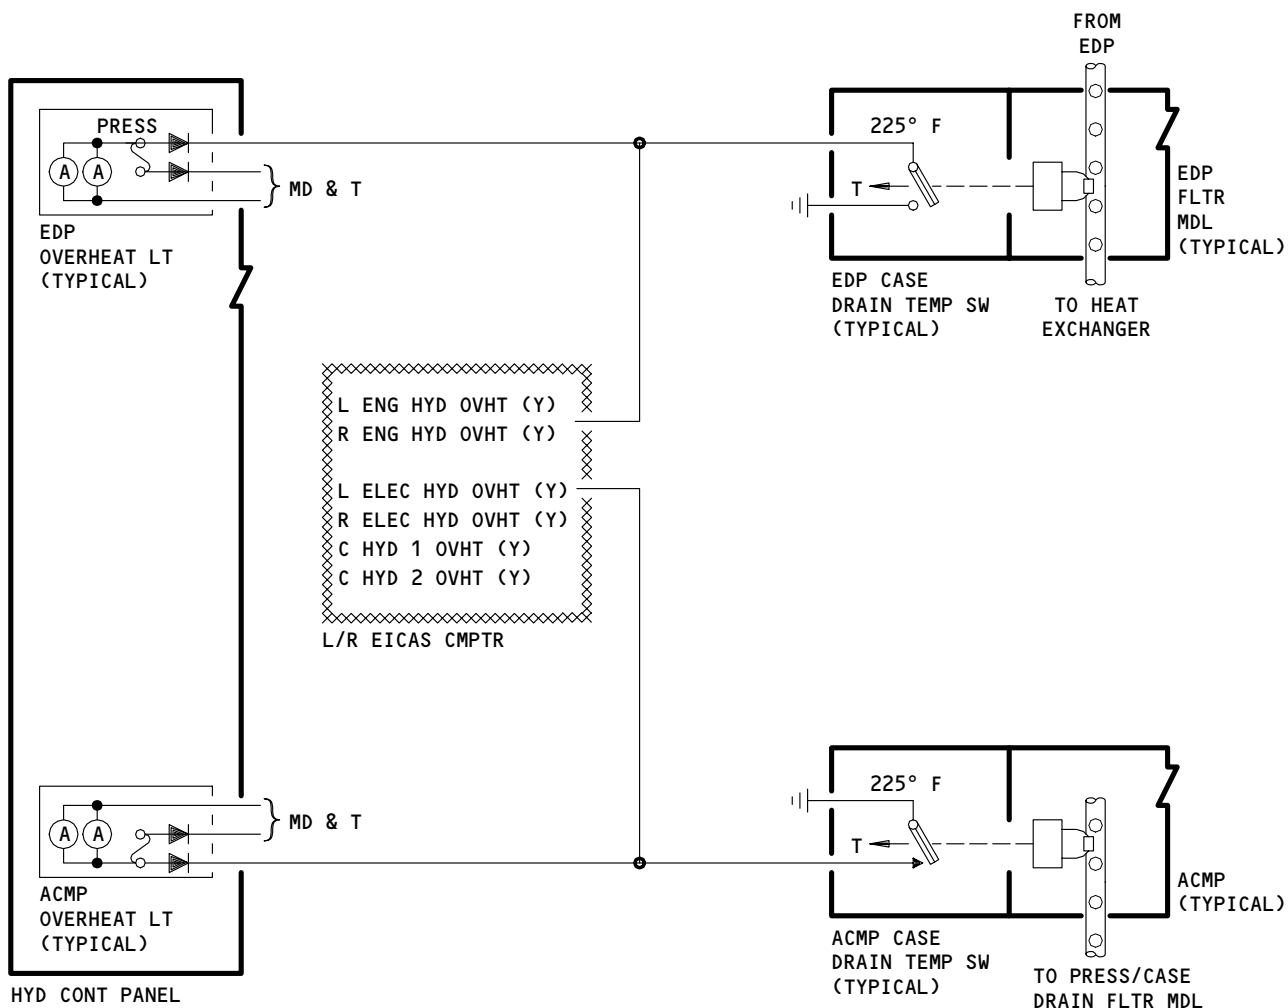 FROM
EDP
PRESS
A A
MD & T
EDP
OVERHEAT LT
(TYPICAL)
225° F
T
EDP
FLTR
MDL
(TYPICAL)
EDP CASE
DRAIN TEMP SW
(TYPICAL)
TO HEAT
EXCHANGER
L ENG HYD OVHT (Y)
R ENG HYD OVHT (Y)
L ELEC HYD OVHT (Y)
R ELEC HYD OVHT (Y)
C HYD 1 OVHT (Y)
C HYD 2 OVHT (Y)
L/R EICAS CMPTR
A A
MD & T
ACMP
OVERHEAT LT
(TYPICAL)
225° F
T
ACMP
(TYPICAL)
ACMP CASE
DRAIN TEMP SW
(TYPICAL)
TO PRESS/CASE
DRAIN FLTR MDL
HYD CONT PANEL